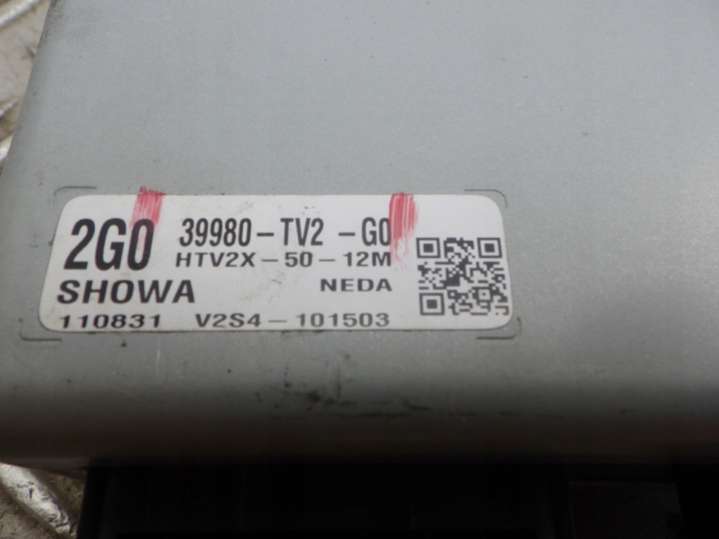 2G0 39980-TV2 -G0
HTV2X-50-12M
SHOWA NEDA
110831 V2S4-101503